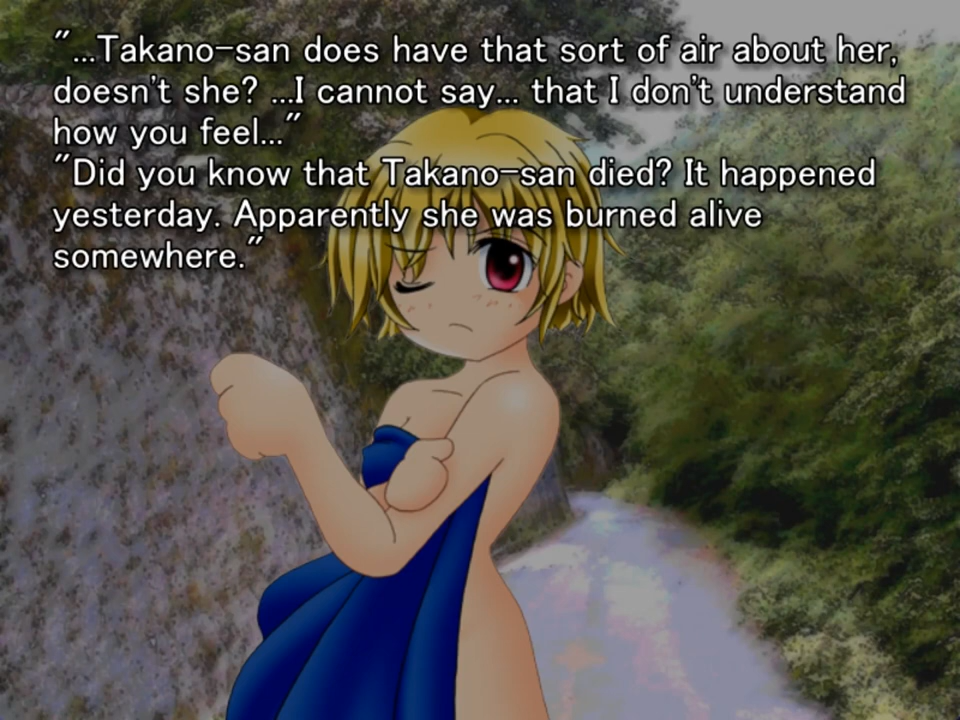 "...Takano-san does have that sort of air about her,
doesn't she? ...I cannot say... that I don't understand
how you feel..."
"Did you know that Takano-san died? It happened
yesterday. Apparently she was burned alive
somewhere."